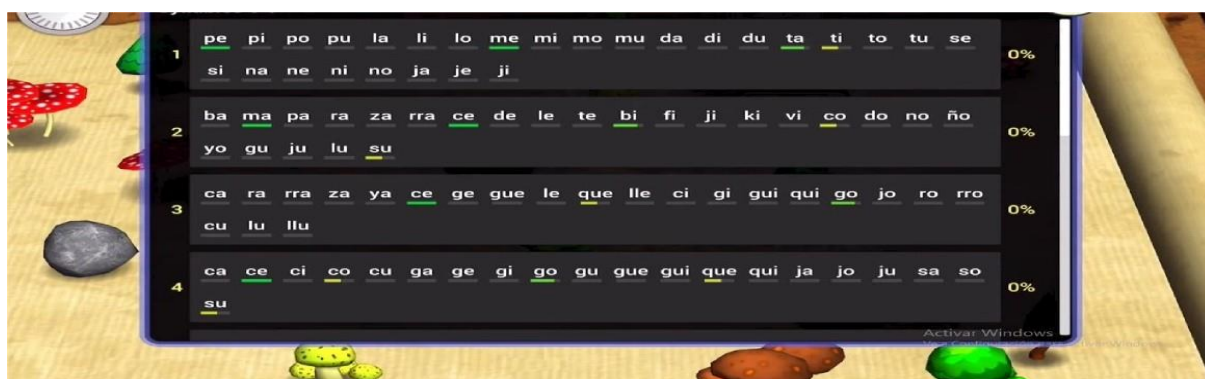 1
pe pi po pu la li lo me mi mo mu da di du ta ti to tu se
si na ne ni no ja je ji
0%
2
ba ma pa ra za rra ce de le te bi fi ji ki vi co do no ño
yo gu ju lu su
0%
3
ca ra rra za ya ce ge gue le que lle ci gi gui qui go jo ro rro
cu lu llu
0%
4
ca ce ci co cu ga ge gi go gu gue gui que qui ja jo ju sa so
su
0%
Activar Windows